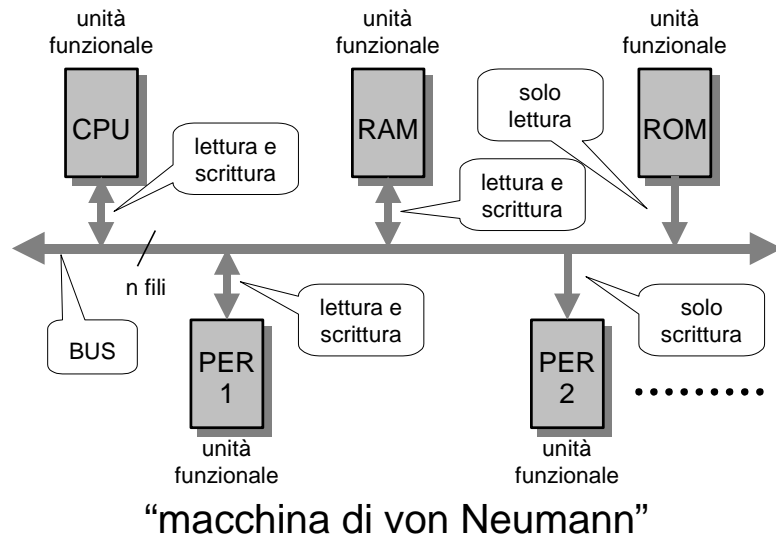 unità
funzionale
unità
funzionale
unità
funzionale
CPU
RAM
ROM
solo
lettura
lettura e
scrittura
lettura e
scrittura
n fili
BUS
lettura e
scrittura
solo
scrittura
PER
1
PER
2
unità
funzionale
unità
funzionale
“macchina di von Neumann”